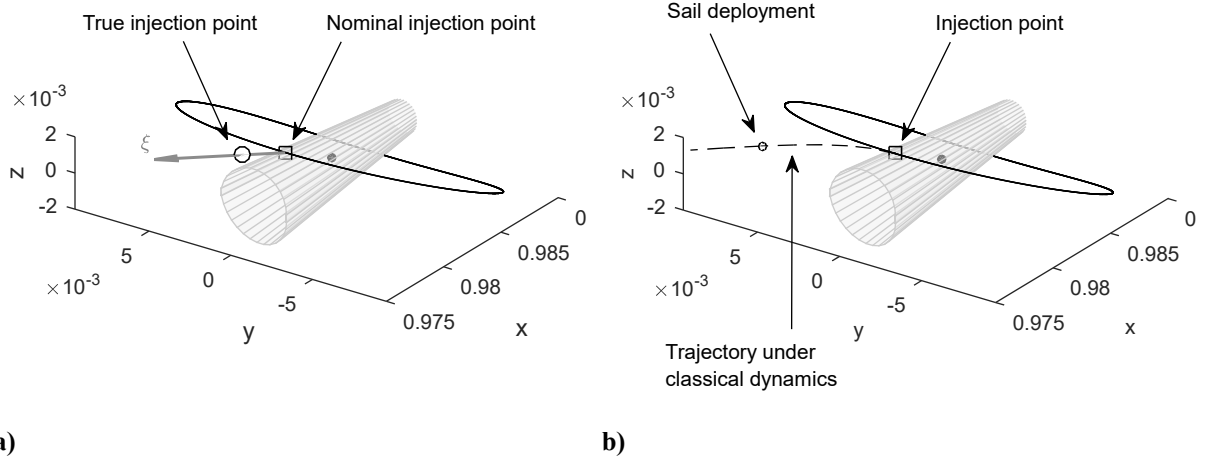 True injection point
Nominal injection point
×10⁻³
2
0
-2
z
ξ
5
0
-5
×10⁻³
y
0
0.985
0.98
0.975
x
a)
Sail deployment
Injection point
×10⁻³
2
0
-2
z
5
0
-5
×10⁻³
y
0
0.985
0.98
0.975
x
Trajectory under
classical dynamics
b)